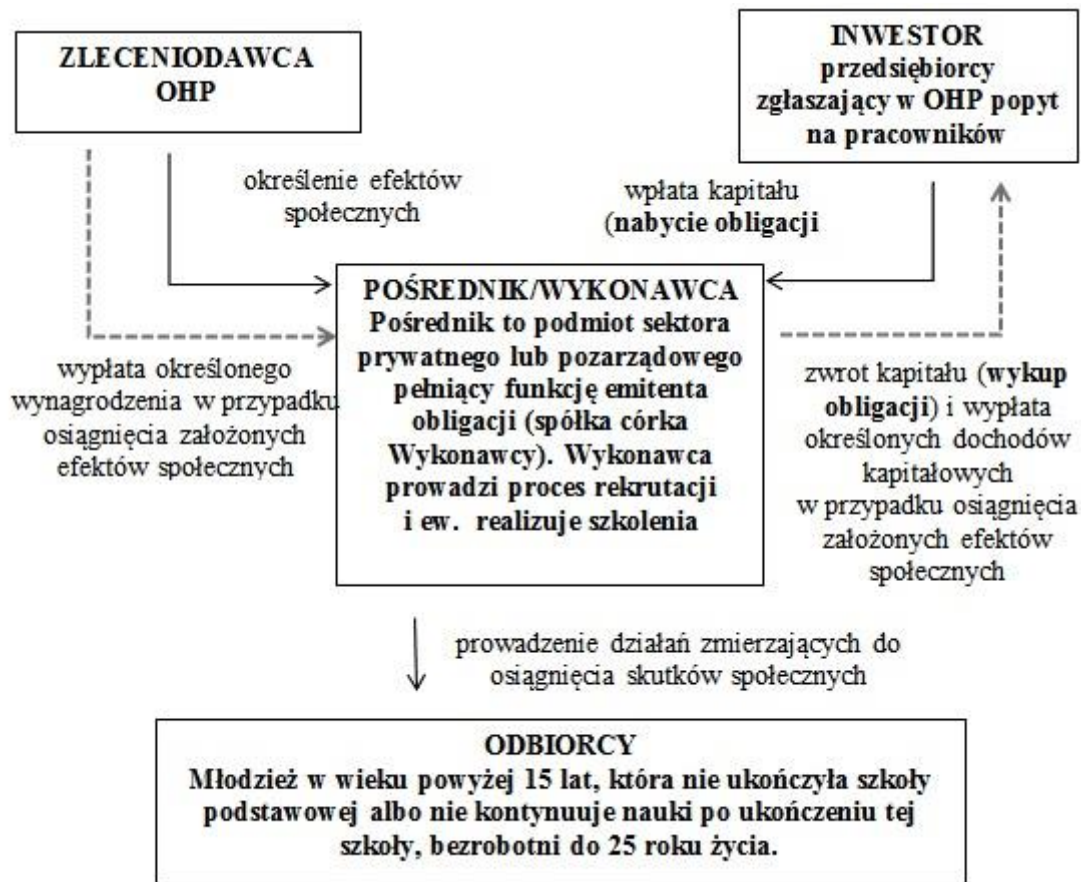 ZLECENIODAWCA
OHP
INWESTOR
przedsiębiorcy
zgłaszający w OHP popyt
na pracowników
określenie efektów
społecznych
wpłata kapitału
(nabycie obligacji
POŚREDNIK/WYKONAWCA
Pośrednik to podmiot sektora
prywatnego lub pozarządowego
pełniący funkcję emitenta
obligacji (spółka córka
Wykonawcy). Wykonawca
prowadzi proces rekrutacji
i ew. realizuje szkolenia
wypłata określonego
wynagrodzenia w przypadku
osiągnięcia założonych
efektów społecznych
zwrot kapitału (wykup
obligacji) i wypłata
określonych dochodów
kapitałowych
w przypadku osiągnięcia
założonych efektów
społecznych
prowadzenie działań zmierzających do
osiągnięcia skutków społecznych
ODBIORCY
Młodzież w wieku powyżej 15 lat, która nie ukończyła szkoły
podstawowej albo nie kontynuuje nauki po ukończeniu tej
szkoły, bezrobotni do 25 roku życia.